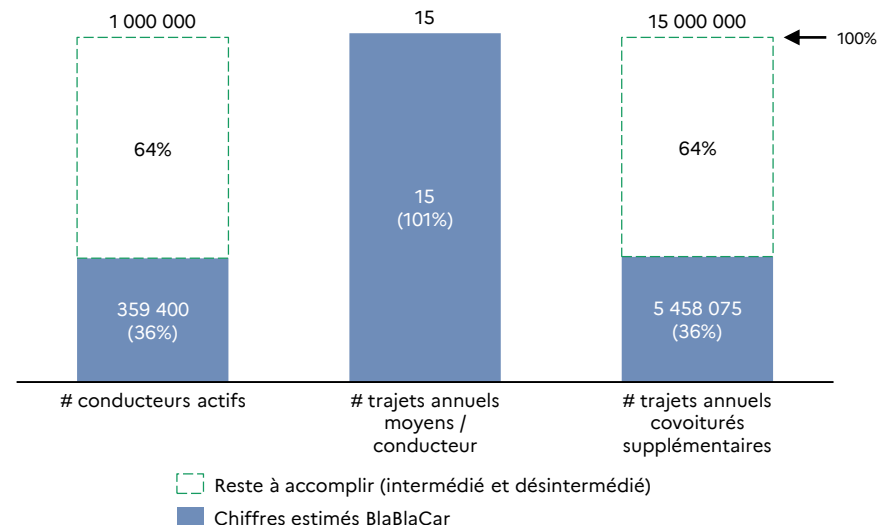 1 000 000
15
15 000 000
100%
64%
64%
15
(101%)
359 400
(36%)
5 458 075
(36%)
# conducteurs actifs
# trajets annuels
moyens /
conducteur
# trajets annuels
covoiturés
supplémentaires
Reste à accomplir (intermédié et désintermédié)
Chiffres estimés BlaBlaCar